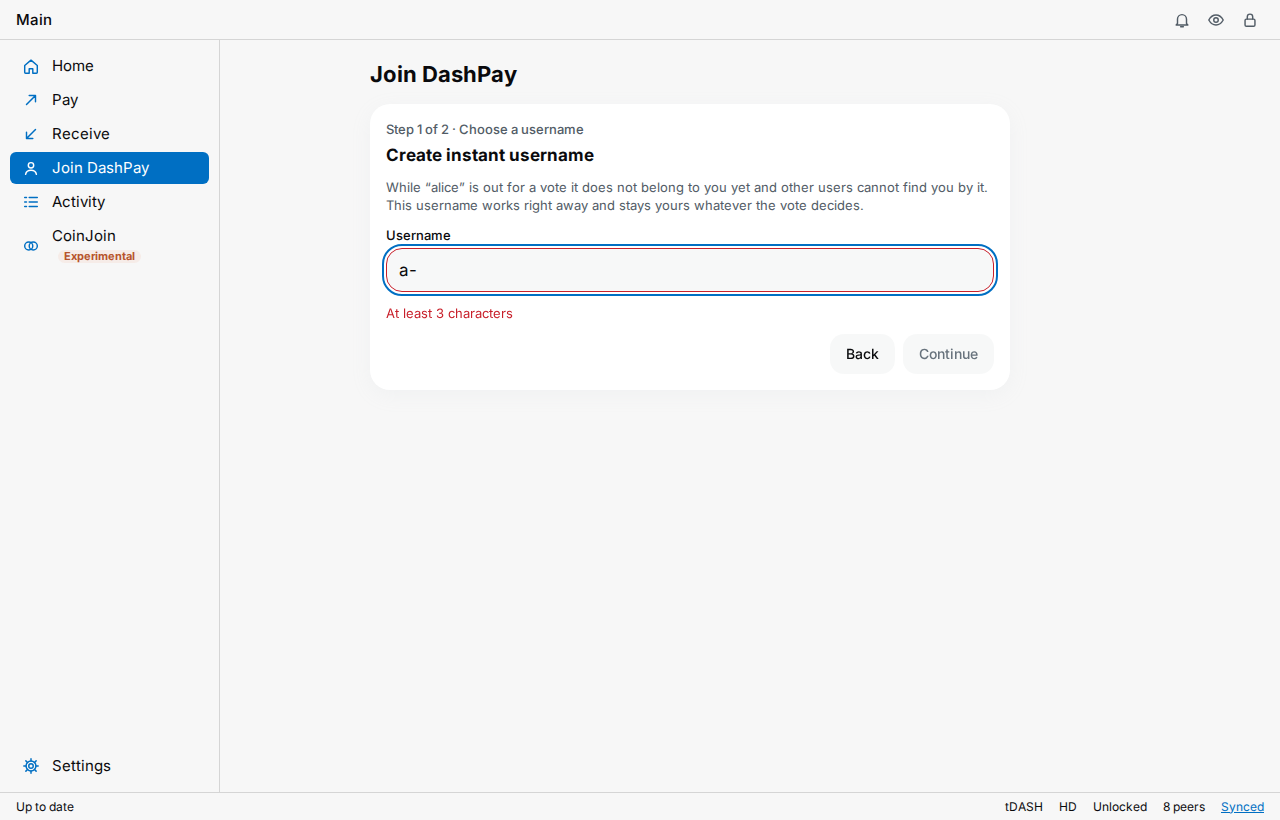 Main
Home
Pay
Receive
Join DashPay
Activity
CoinJoin
Experimental
Settings
Join DashPay
Step 1 of 2 · Choose a username
Create instant username
While “alice” is out for a vote it does not belong to you yet and other users cannot find you by it.
This username works right away and stays yours whatever the vote decides.
Username
a-
At least 3 characters
Back Continue
Up to date tDASH HD Unlocked 8 peers Synced